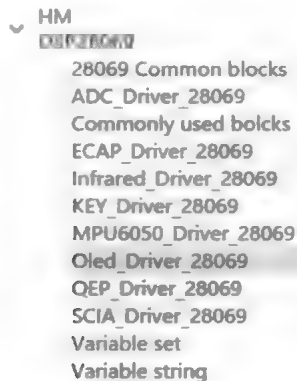 HM
28069 Common blocks
ADC_Driver_28069
Commonly used bolcks
ECAP_Driver_28069
Infrared_Driver_28069
KEY_Driver_28069
MPU6050_Driver_28069
Oled_Driver_28069
QEP_Driver_28069
SCIA_Driver_28069
Variable set
Variable string